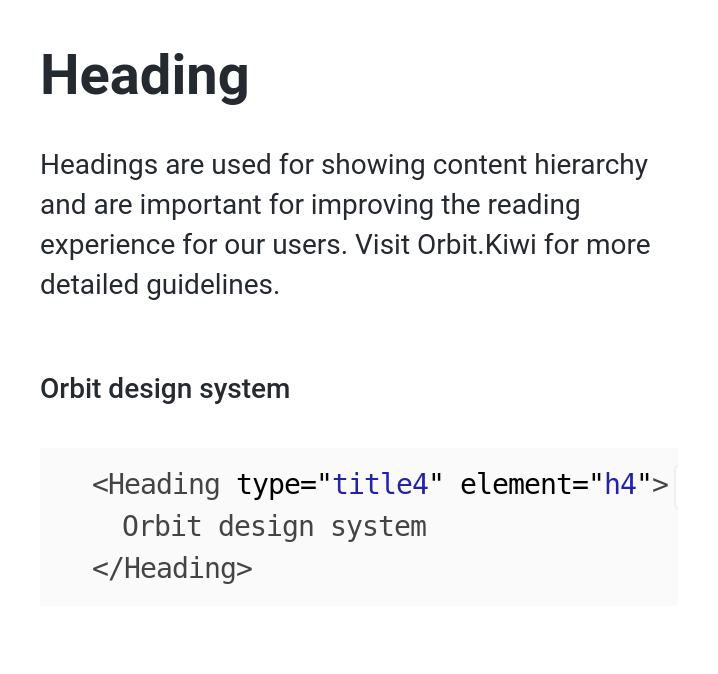 Heading
Headings are used for showing content hierarchy
and are important for improving the reading
experience for our users. Visit Orbit.Kiwi for more
detailed guidelines.
Orbit design system
<Heading type="title4" element="h4">
  Orbit design system
</Heading>